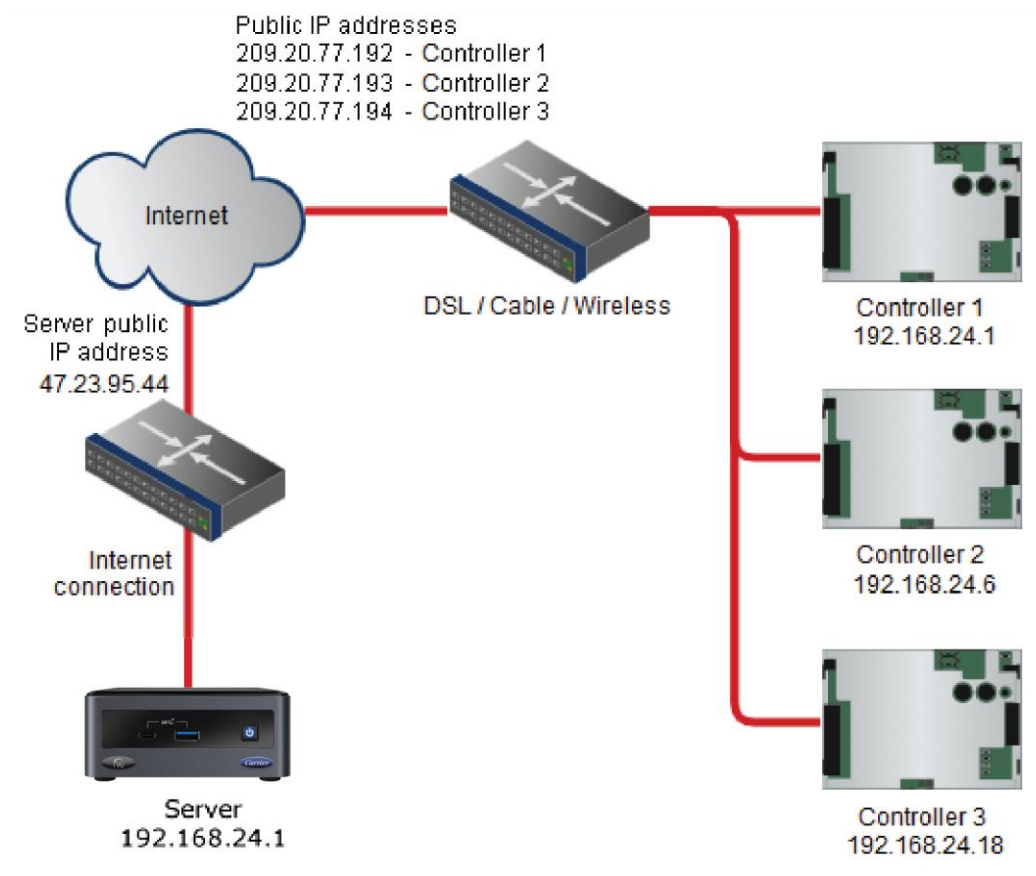 Public IP addresses
209.20.77.192 - Controller 1
209.20.77.193 - Controller 2
209.20.77.194 - Controller 3
Internet
DSL / Cable / Wireless
Controller 1
192.168.24.1
Server public
IP address
47.23.95.44
Internet
connection
Controller 2
192.168.24.6
Carrier
Server
192.168.24.1
Controller 3
192.168.24.18